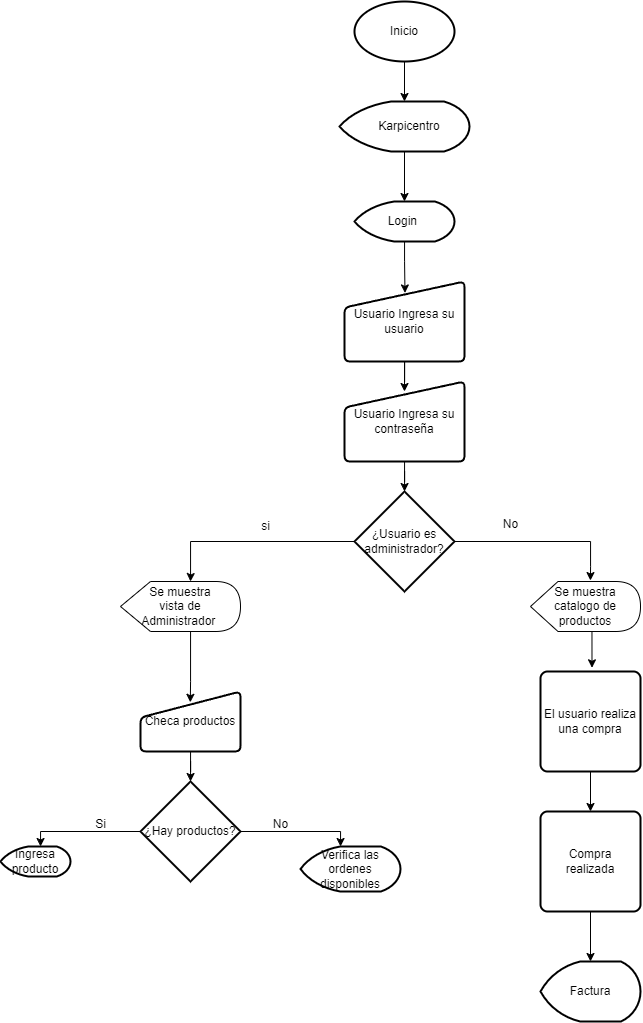 Inicio
Karpicentro
Login
Usuario Ingresa su
usuario
Usuario Ingresa su
contraseña
¿Usuario es
administrador?
si
No
Se muestra
vista de
Administrador
Se muestra
catalogo de
productos
Checa productos
El usuario realiza
una compra
¿Hay productos?
Si
No
Ingresa
producto
Verifica las
ordenes
disponibles
Compra
realizada
Factura